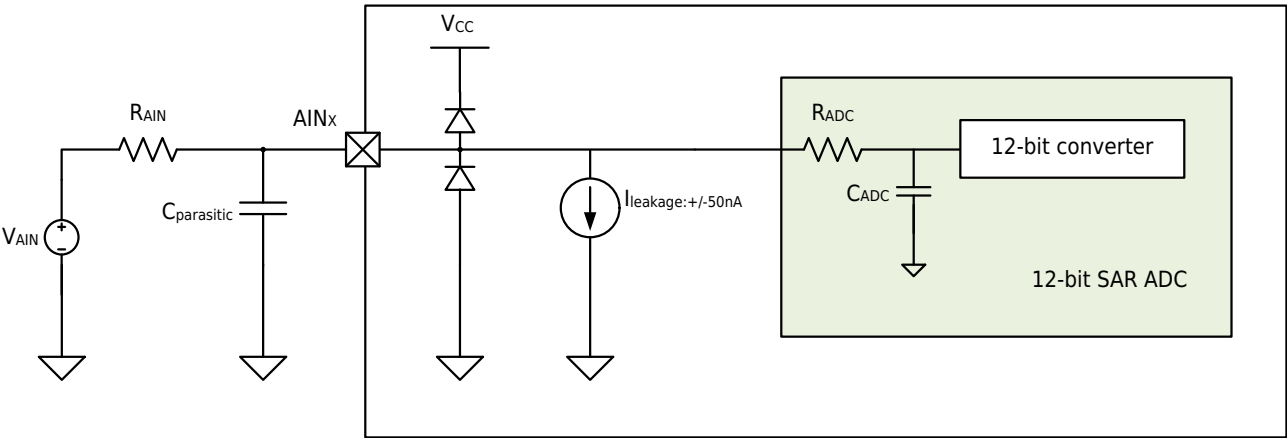 VCC
RAIN
AINX
RADC
12-bit converter
CADC
Ileakage:+/-50nA
Cparasitic
VAIN
12-bit SAR ADC